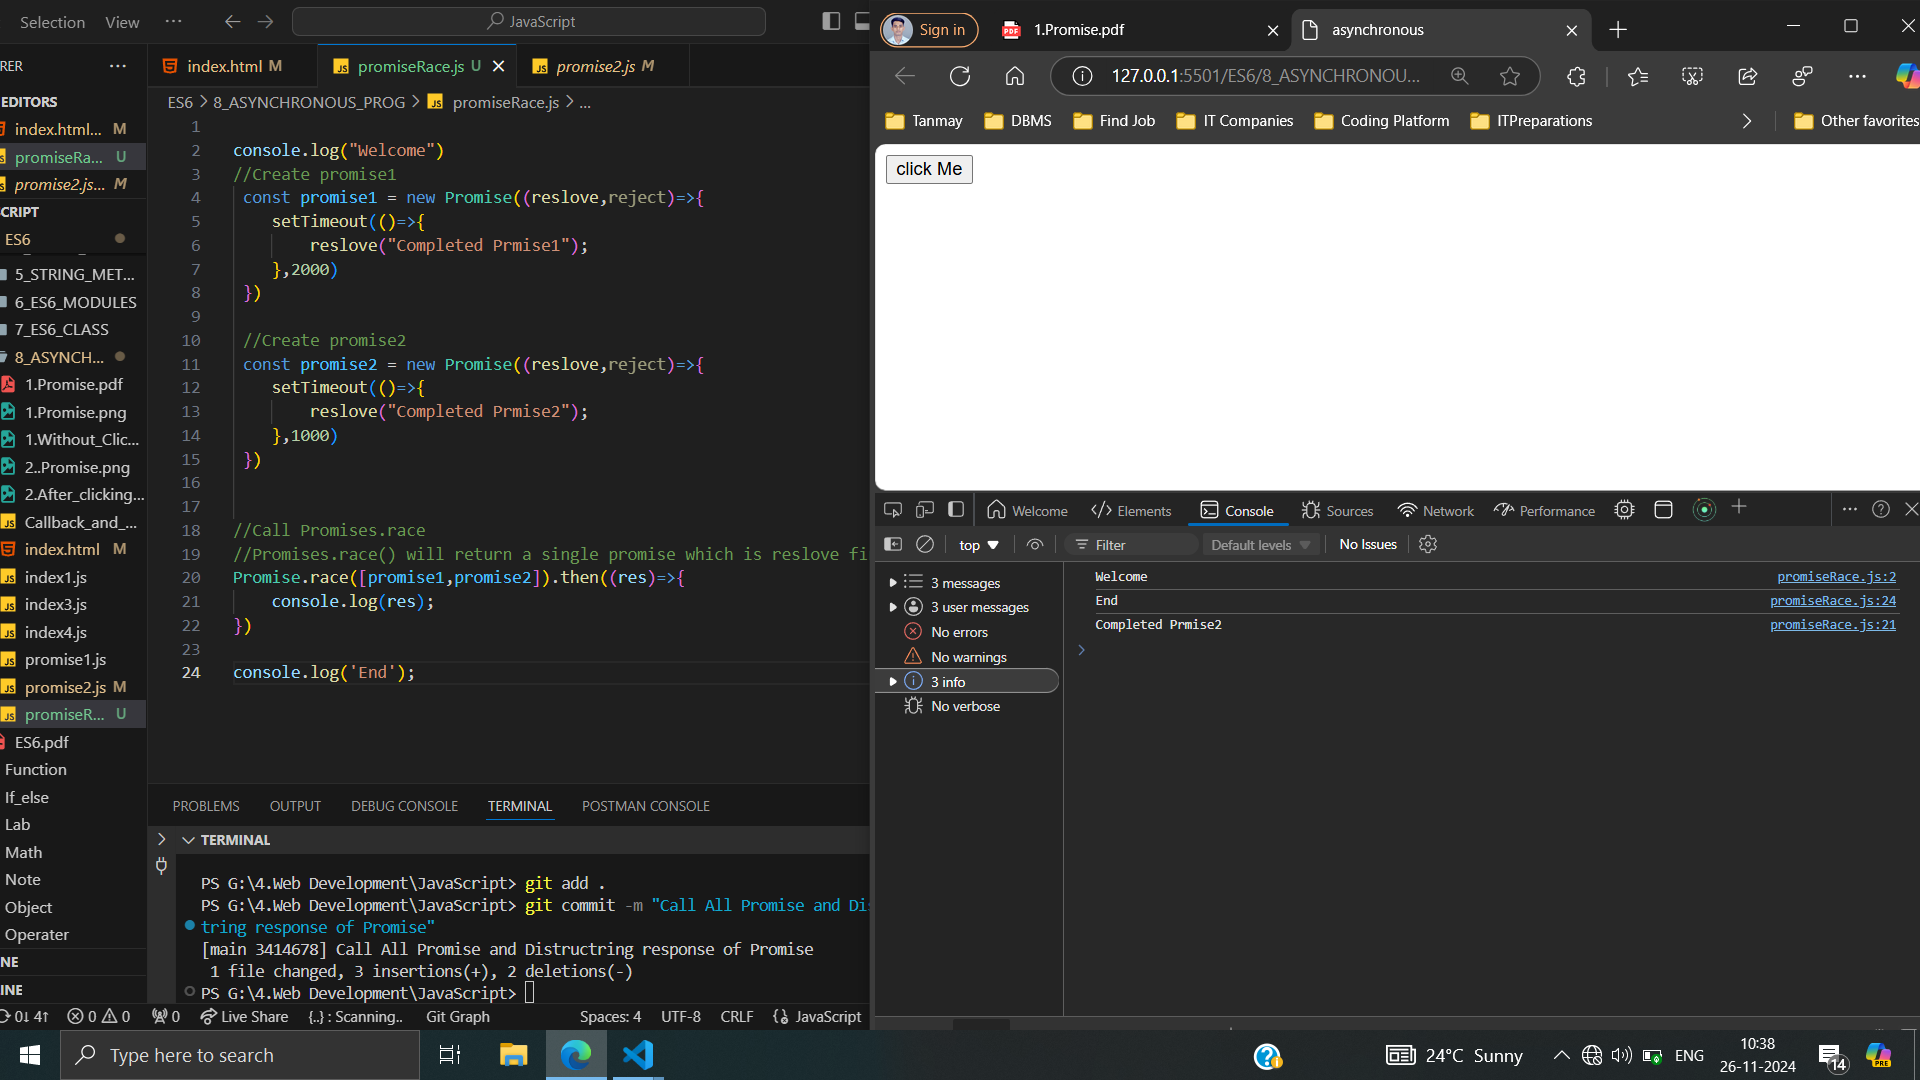 Selection View ···
JavaScript
RER ···
index.html M
promiseRace.js U
promise2.js M
EDITORS
index.html... M
promiseRa... U
promise2.js... M
SCRIPT
ES6
5_STRING_MET...
6_ES6_MODULES
7_ES6_CLASS
8_ASYNCH...
1.Promise.pdf
1.Promise.png
1.Without_Clic...
2..Promise.png
2.After_clicking...
Callback_and_...
index.html M
index1.js
index3.js
index4.js
promise1.js
promise2.js M
promiseR... U
ES6.pdf
Function
If_else
Lab
Math
Note
Object
Operater
NE
INE
ES6 > 8_ASYNCHRONOUS_PROG > promiseRace.js > ...
1
2 console.log("Welcome")
3 //Create promise1
4 const promise1 = new Promise((reslove,reject)=>{
5 setTimeout(()=>{
6 reslove("Completed Prmise1");
7 },2000)
8 })
9
10 //Create promise2
11 const promise2 = new Promise((reslove,reject)=>{
12 setTimeout(()=>{
13 reslove("Completed Prmise2");
14 },1000)
15 })
16
17
18 //Call Promises.race
19 //Promises.race() will return a single promise which is reslove fi
20 Promise.race([promise1,promise2]).then((res)=>{
21 console.log(res);
22 })
23
24 console.log('End');
PROBLEMS OUTPUT DEBUG CONSOLE TERMINAL POSTMAN CONSOLE
TERMINAL
PS G:\4.Web Development\JavaScript> git add .
PS G:\4.Web Development\JavaScript> git commit -m "Call All Promise and Di
tring response of Promise"
[main 3414678] Call All Promise and Distructring response of Promise
1 file changed, 3 insertions(+), 2 deletions(-)
PS G:\4.Web Development\JavaScript>
0↓ 4↑ 0 0 0 Live Share {..} : Scanning.. Git Graph Spaces: 4 UTF-8 CRLF JavaScript
Sign in
1.Promise.pdf
asynchronous
127.0.0.1:5501/ES6/8_ASYNCHRONOU...
Tanmay DBMS Find Job IT Companies Coding Platform ITPreparations Other favorites
click Me
Welcome Elements Console Sources Network Performance
top Filter Default levels No Issues
3 messages
3 user messages
No errors
No warnings
3 info
No verbose
Welcome promiseRace.js:2
End promiseRace.js:24
Completed Prmise2 promiseRace.js:21
Type here to search
24°C Sunny
ENG
10:38
26-11-2024
14
PRE